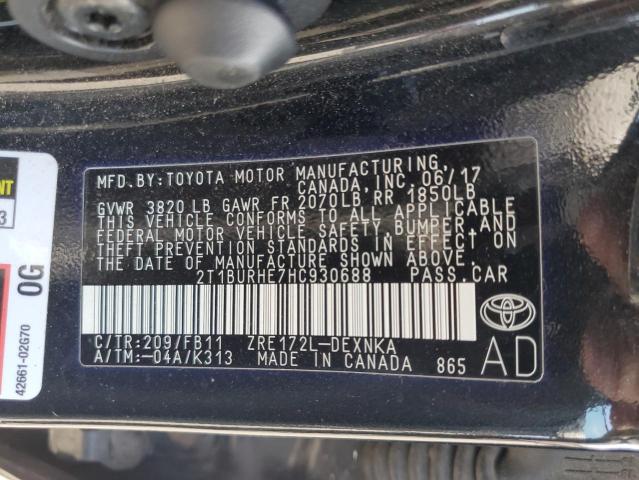 MFD.BY:TOYOTA MOTOR MANUFACTURING,
CANADA, INC. 06/17
GVWR 3820 LB GAWR FR 2070LB RR 1850LB
THIS VEHICLE CONFORMS TO ALL APPLICABLE
FEDERAL MOTOR VEHICLE SAFETY,BUMPER,AND
THEFT PREVENTION STANDARDS IN EFFECT ON
THE DATE OF MANUFACTURE SHOWN ABOVE.
2T1BURHE7HC930688 PASS.CAR
C/TR:209/FB11 ZRE172L-DEXNKA
A/TM:-04A/K313 MADE IN CANADA 865
AD
0G
42661-02G70
3